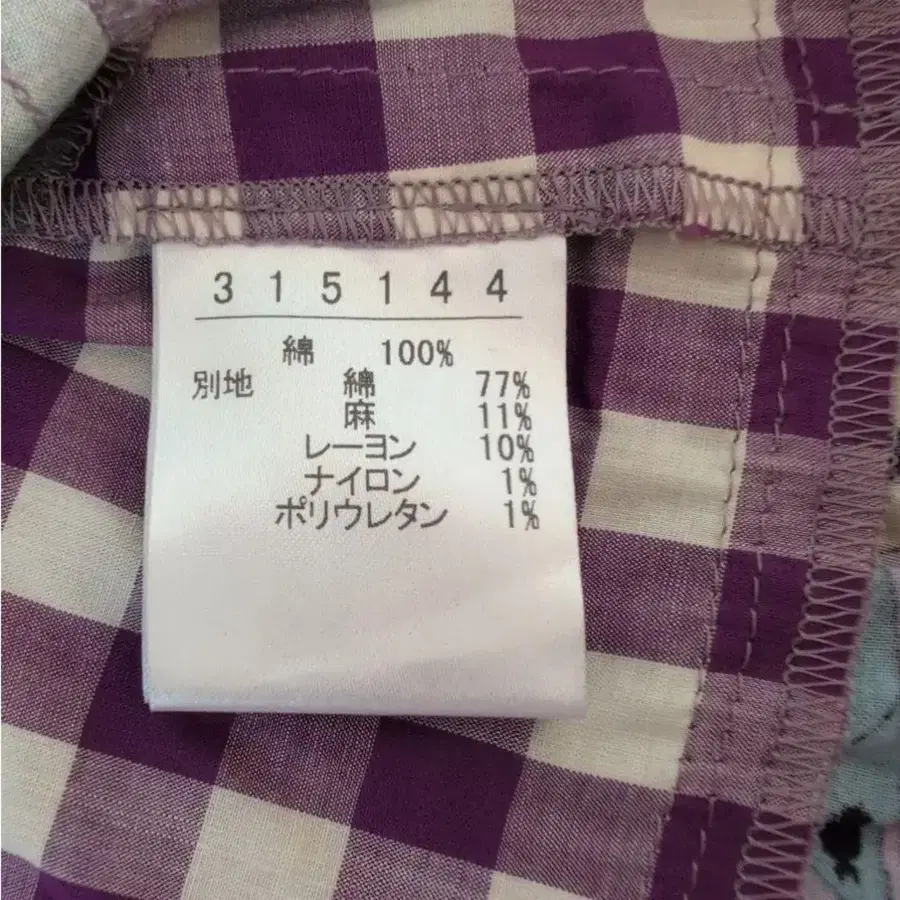 315144
綿 100%
別地 綿 77%
麻 11%
レーヨン 10%
ナイロン 1%
ポリウレタン 1%